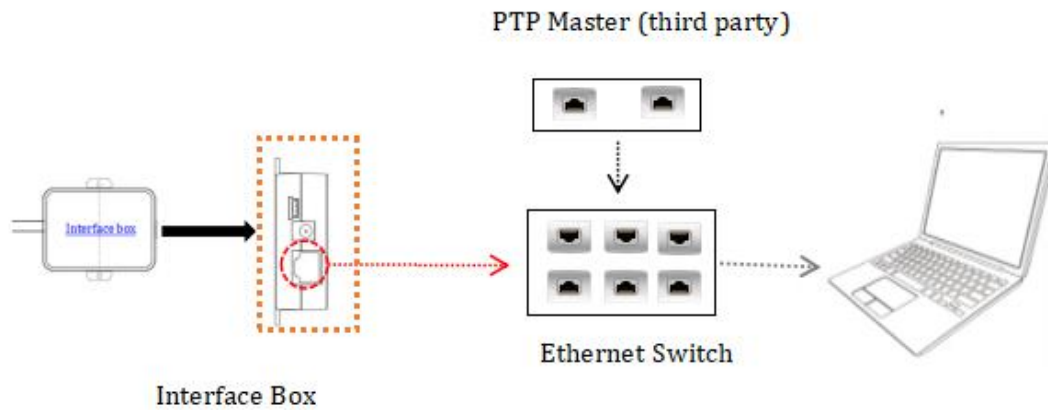 PTP Master (third party)
Interface box
Ethernet Switch
Interface Box